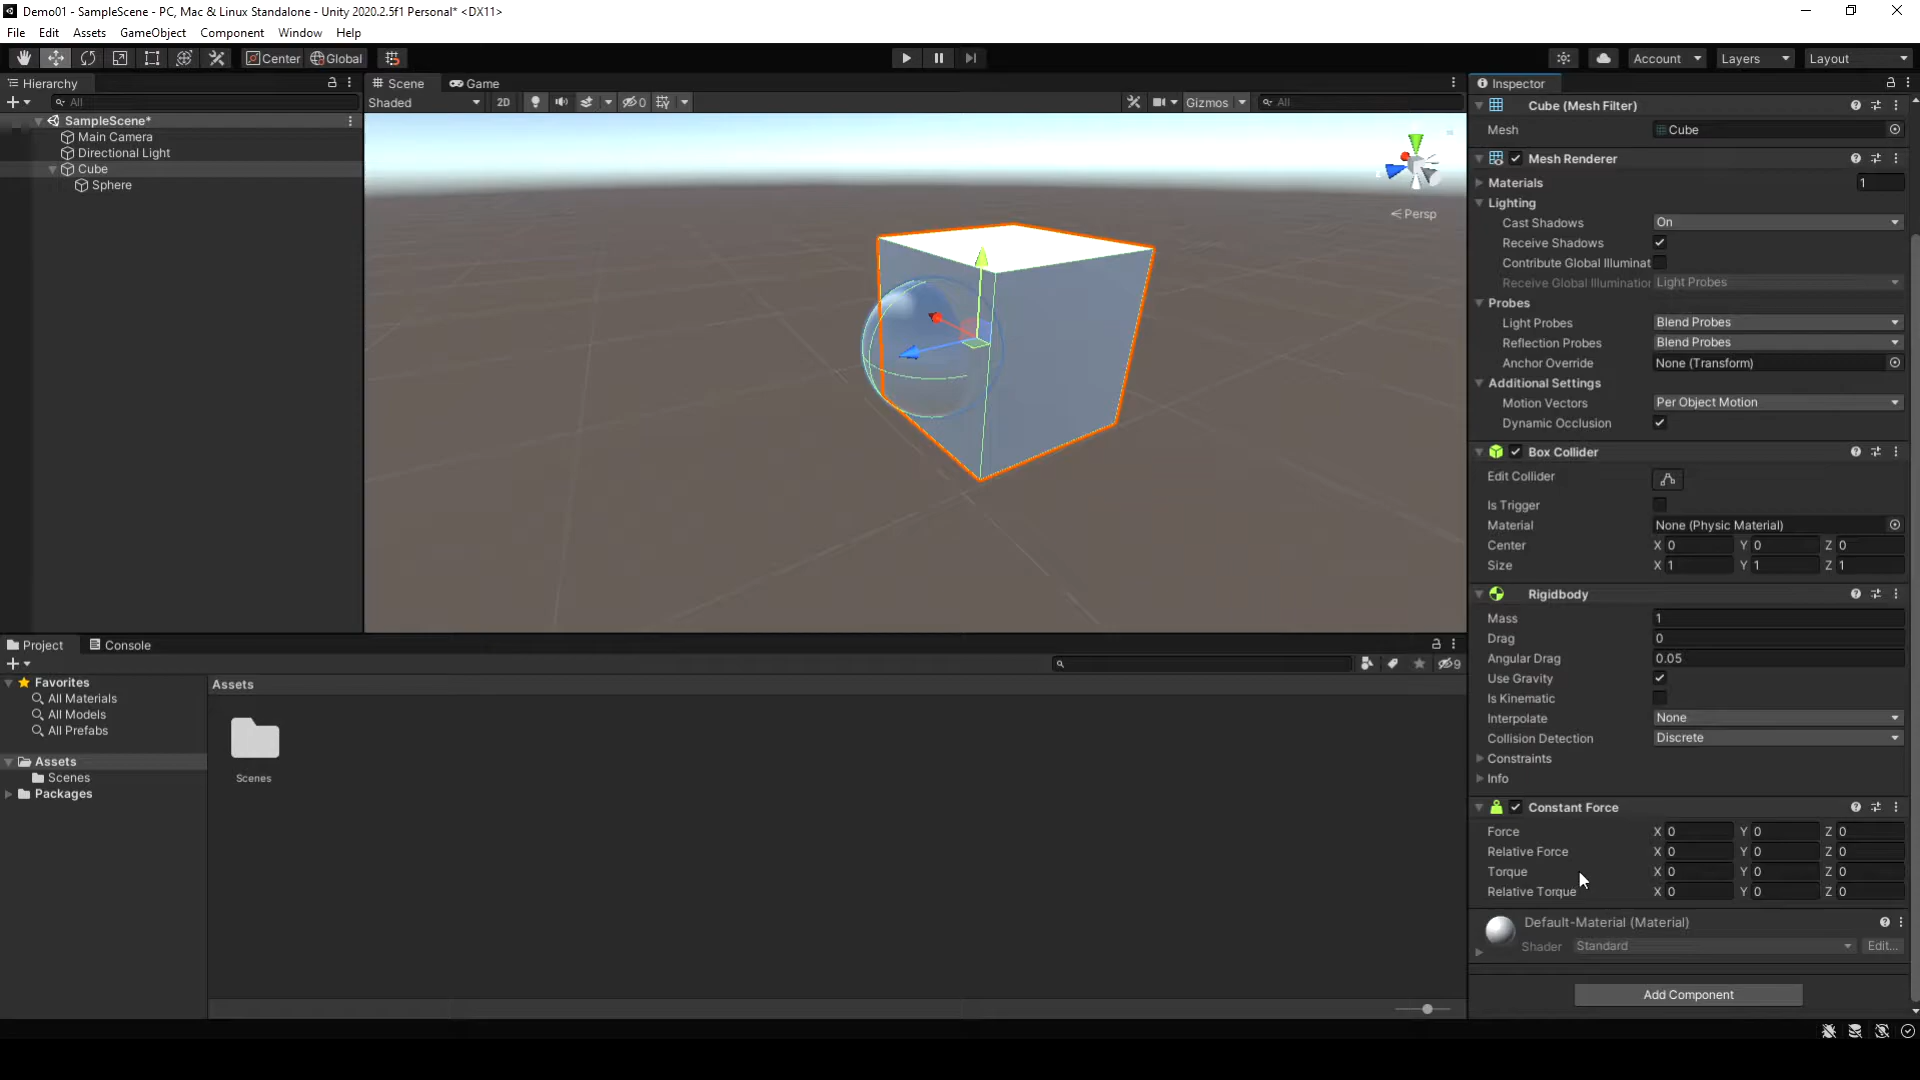 Demo01 - SampleScene - PC, Mac & Linux Standalone - Unity 2020.2.5f1 Personal* <DX11>
File Edit Assets GameObject Component Window Help
Center Global Account Layers Layout
Hierarchy
All
SampleScene*
Main Camera
Directional Light
Cube
Sphere
Scene Game
Shaded 2D 0 Gizmos All
Persp
Project Console
9
Favorites
All Materials
All Models
All Prefabs
Assets
Scenes
Packages
Assets
Scenes
Inspector
Cube (Mesh Filter)
Mesh Cube
Mesh Renderer
Materials 1
Lighting
Cast Shadows On
Receive Shadows
Contribute Global Illuminat
Receive Global Illumination Light Probes
Probes
Light Probes Blend Probes
Reflection Probes Blend Probes
Anchor Override None (Transform)
Additional Settings
Motion Vectors Per Object Motion
Dynamic Occlusion
Box Collider
Edit Collider
Is Trigger
Material None (Physic Material)
Center X 0 Y 0 Z 0
Size X 1 Y 1 Z 1
Rigidbody
Mass 1
Drag 0
Angular Drag 0.05
Use Gravity
Is Kinematic
Interpolate None
Collision Detection Discrete
Constraints
Info
Constant Force
Force X 0 Y 0 Z 0
Relative Force X 0 Y 0 Z 0
Torque X 0 Y 0 Z 0
Relative Torque X 0 Y 0 Z 0
Default-Material (Material)
Shader Standard Edit...
Add Component